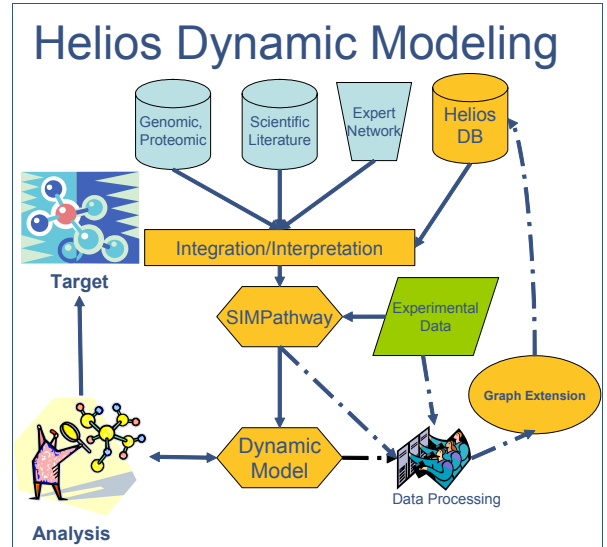 Helios Dynamic Modeling
Genomic,
Proteomic
Scientific
Literature
Expert
Network
Helios
DB
Integration/Interpretation
Target
SIMPathway
Experimental
Data
Graph Extension
Dynamic
Model
Data Processing
Analysis